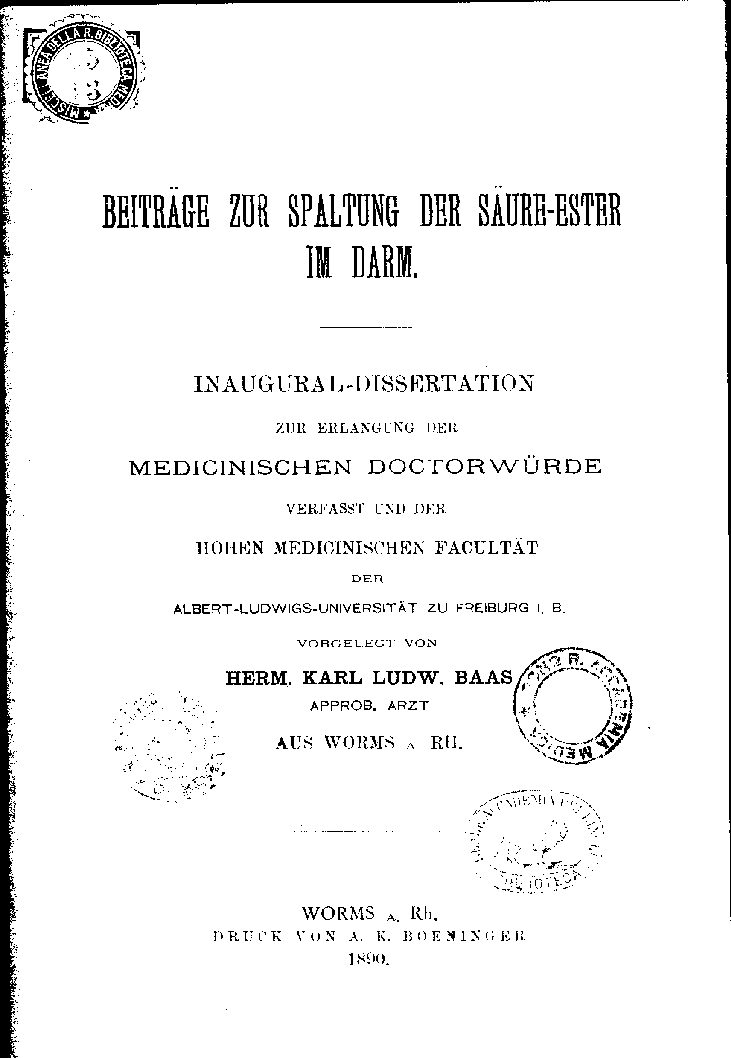 BEITRÄGE ZUR SPALTUNG DER SÄURE-ESTER
IM DARM.
INAUGURAL-DISSERTATION
ZUR ERLANGUNG DER
MEDICINISCHEN DOCTORWÜRDE
VERFASST UND DER
HOHEN MEDICINISCHEN FACULTÄT
DER
ALBERT-LUDWIGS-UNIVERSITÄT ZU FREIBURG I. B.
VORGELEGT VON
HERM. KARL LUDW. BAAS
APPROB. ARZT
AUS WORMS A. RH.
R. ACCADEMIA MEDICA
WORMS A. Rh.
DRUCK VON A. K. BOENINGER
1890.